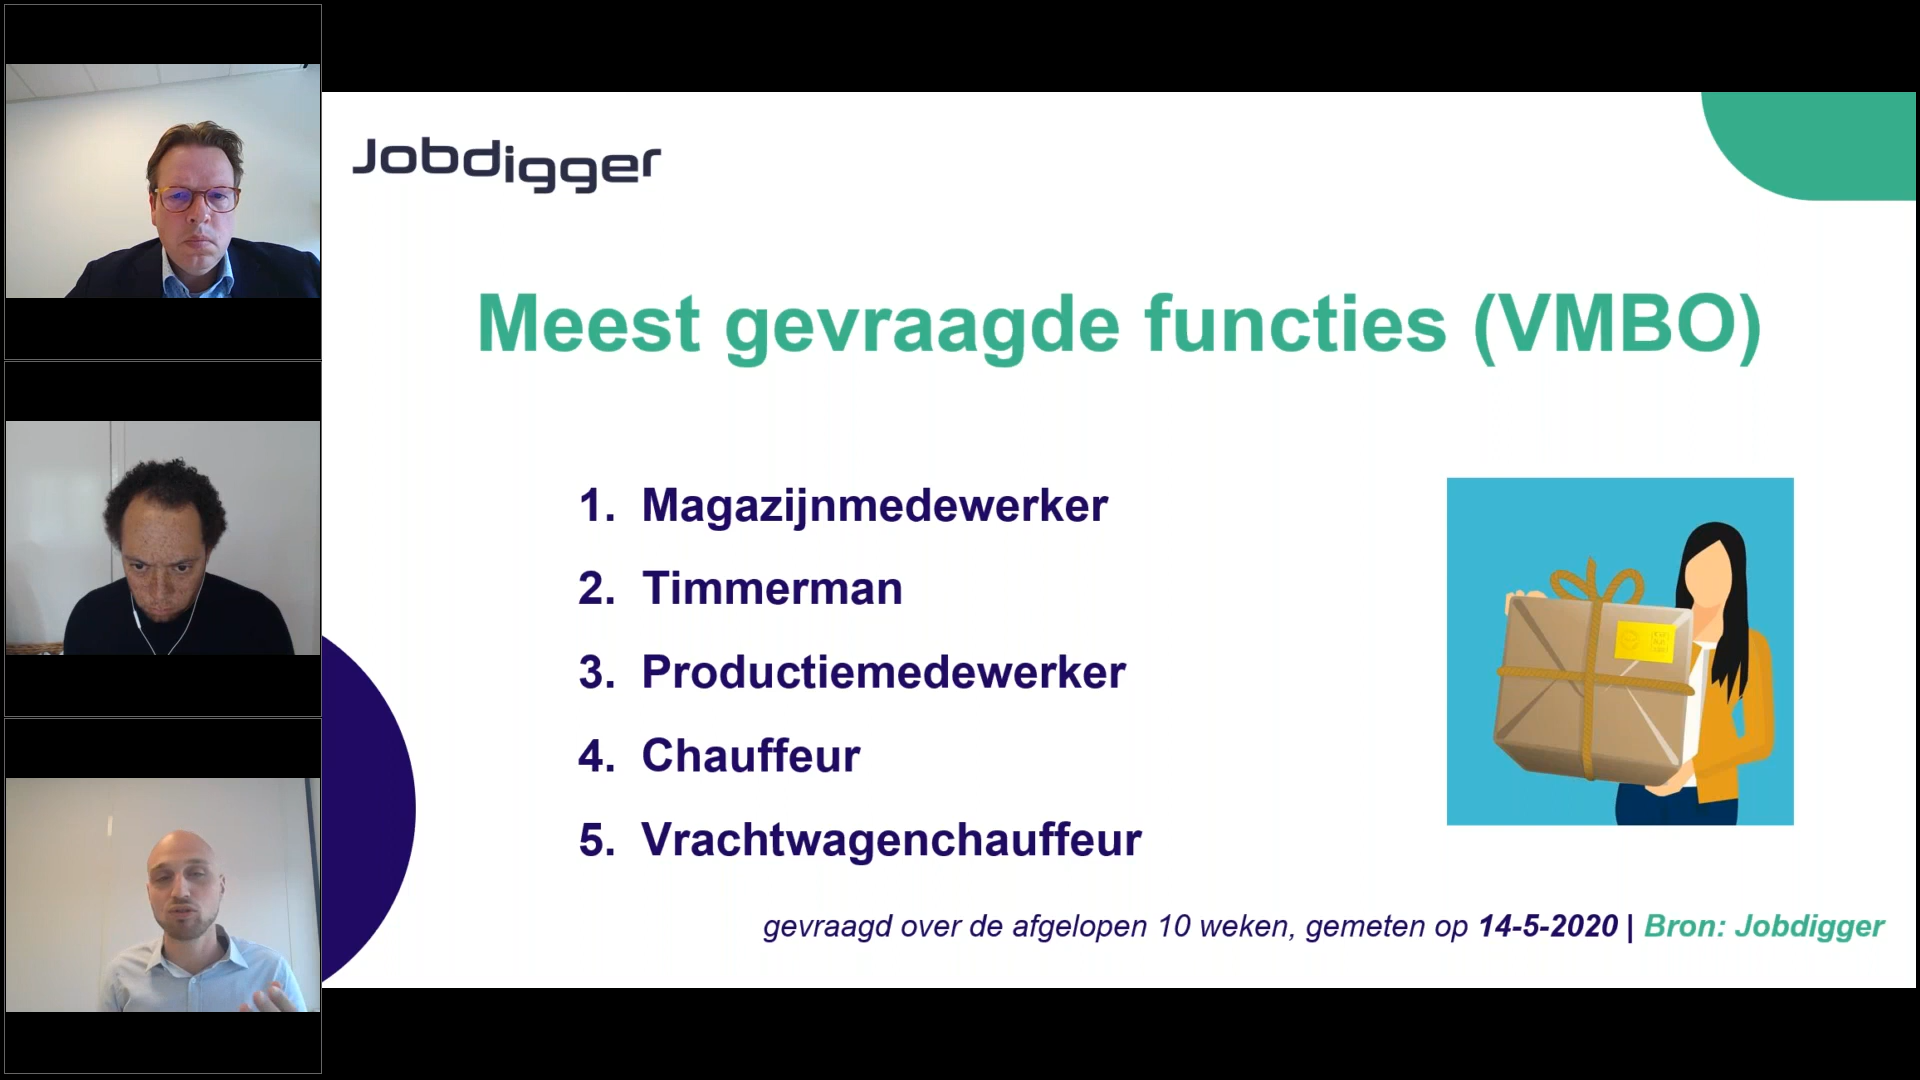 Jobdigger
Meest gevraagde functies (VMBO)
1. Magazijnmedewerker
2. Timmerman
3. Productiemedewerker
4. Chauffeur
5. Vrachtwagenchauffeur
gevraagd over de afgelopen 10 weken, gemeten op 14-5-2020 | Bron: Jobdigger